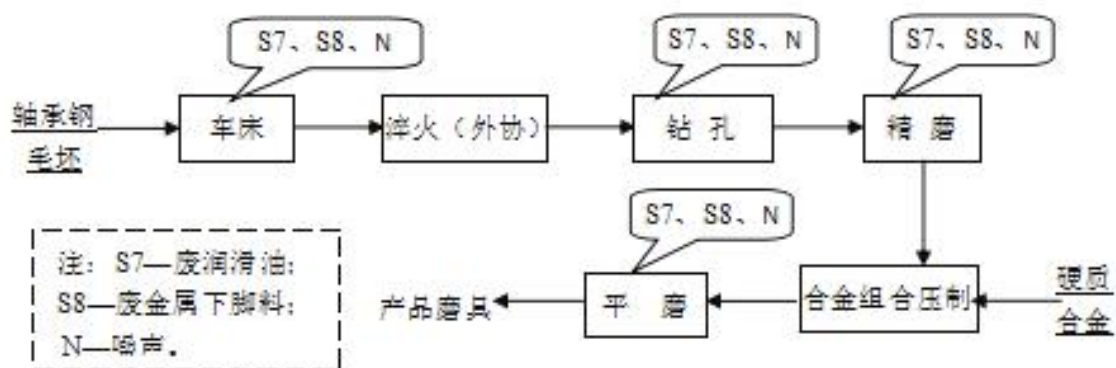 S7、S8、N
S7、S8、N
S7、S8、N
轴承钢
毛坯
车床
淬火（外协）
钻 孔
精 磨
S7、S8、N
注：S7—废润滑油；
S8—废金属下脚料；
N—噪声。
产品磨具
平 磨
合金组合压制
硬质
合金